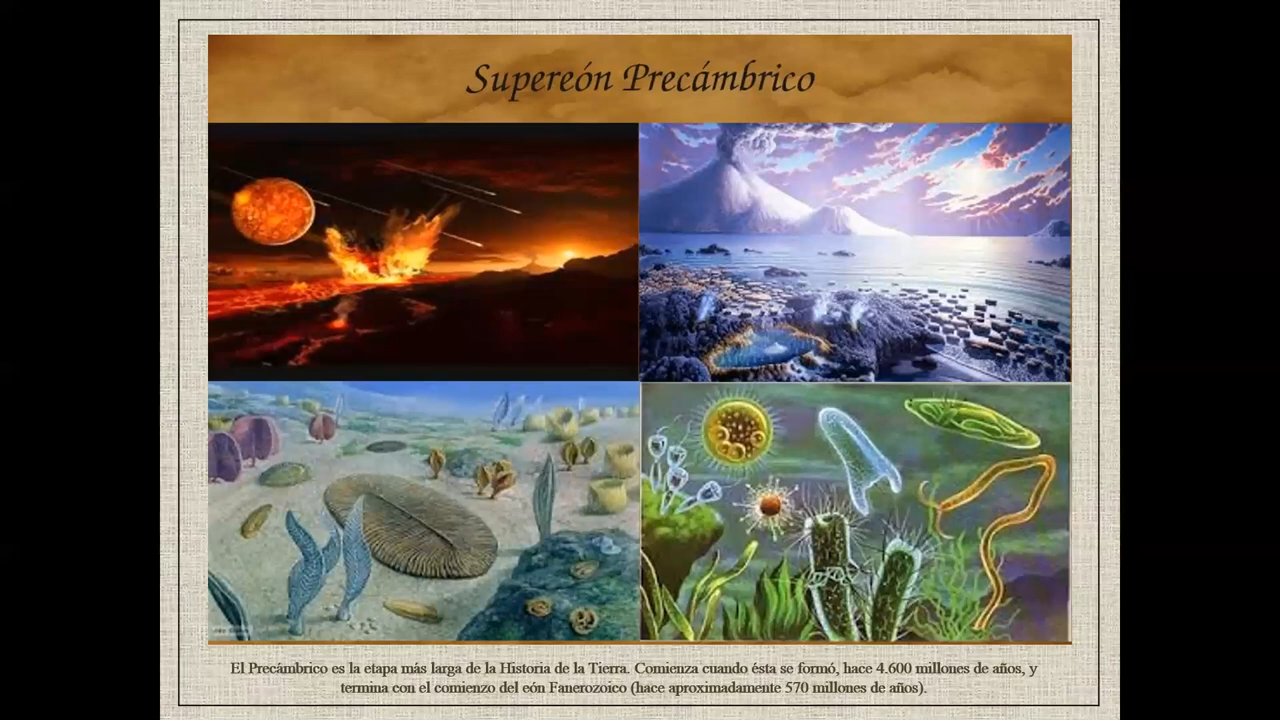 Supereón Precámbrico
El Precámbrico es la etapa más larga de la Historia de la Tierra. Comienza cuando ésta se formó, hace 4.600 millones de años, y
termina con el comienzo del eón Fanerozoico (hace aproximadamente 570 millones de años).